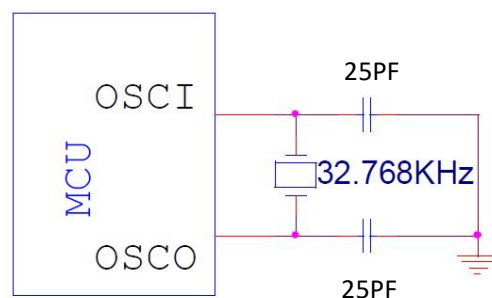 25PF
OSCI
MCU
32.768KHz
OSCO
25PF